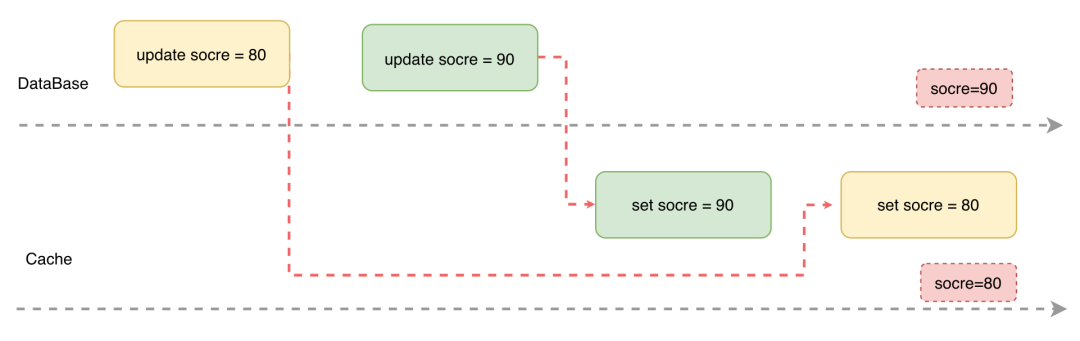 update socre = 80
update socre = 90
DataBase
socre=90
set socre = 90
set socre = 80
Cache
socre=80